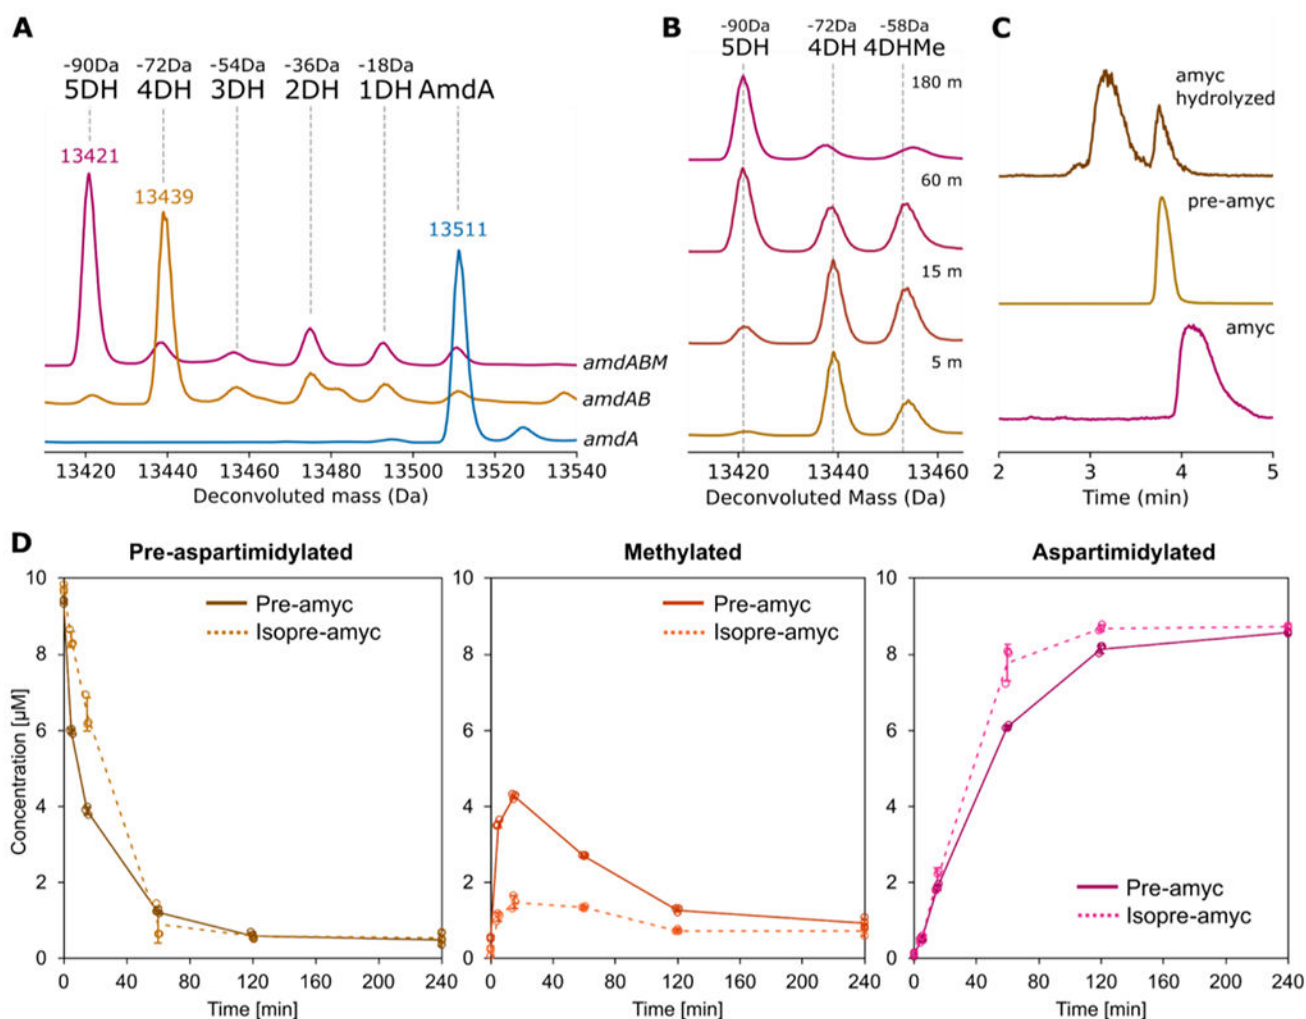 A
-90Da -72Da -54Da -36Da -18Da
5DH 4DH 3DH 2DH 1DH AmdA
13421
13439
13511
amdABM
amdAB
amdA
13420 13440 13460 13480 13500 13520 13540
Deconvoluted mass (Da)
B
-90Da -72Da -58Da
5DH 4DH 4DHMe
180 m
60 m
15 m
5 m
13420 13440 13460
Deconvoluted Mass (Da)
C
amyc
hydrolyzed
pre-amyc
amyc
2 3 4 5
Time (min)
D
Pre-aspartimidylated
Concentration [µM]
10
8
6
4
2
0
Pre-amyc
Isopre-amyc
0 40 80 120 160 200 240
Time [min]
Methylated
10
8
6
4
2
0
Pre-amyc
Isopre-amyc
0 40 80 120 160 200 240
Time [min]
Aspartimidylated
10
8
6
4
2
0
Pre-amyc
Isopre-amyc
0 40 80 120 160 200 240
Time [min]